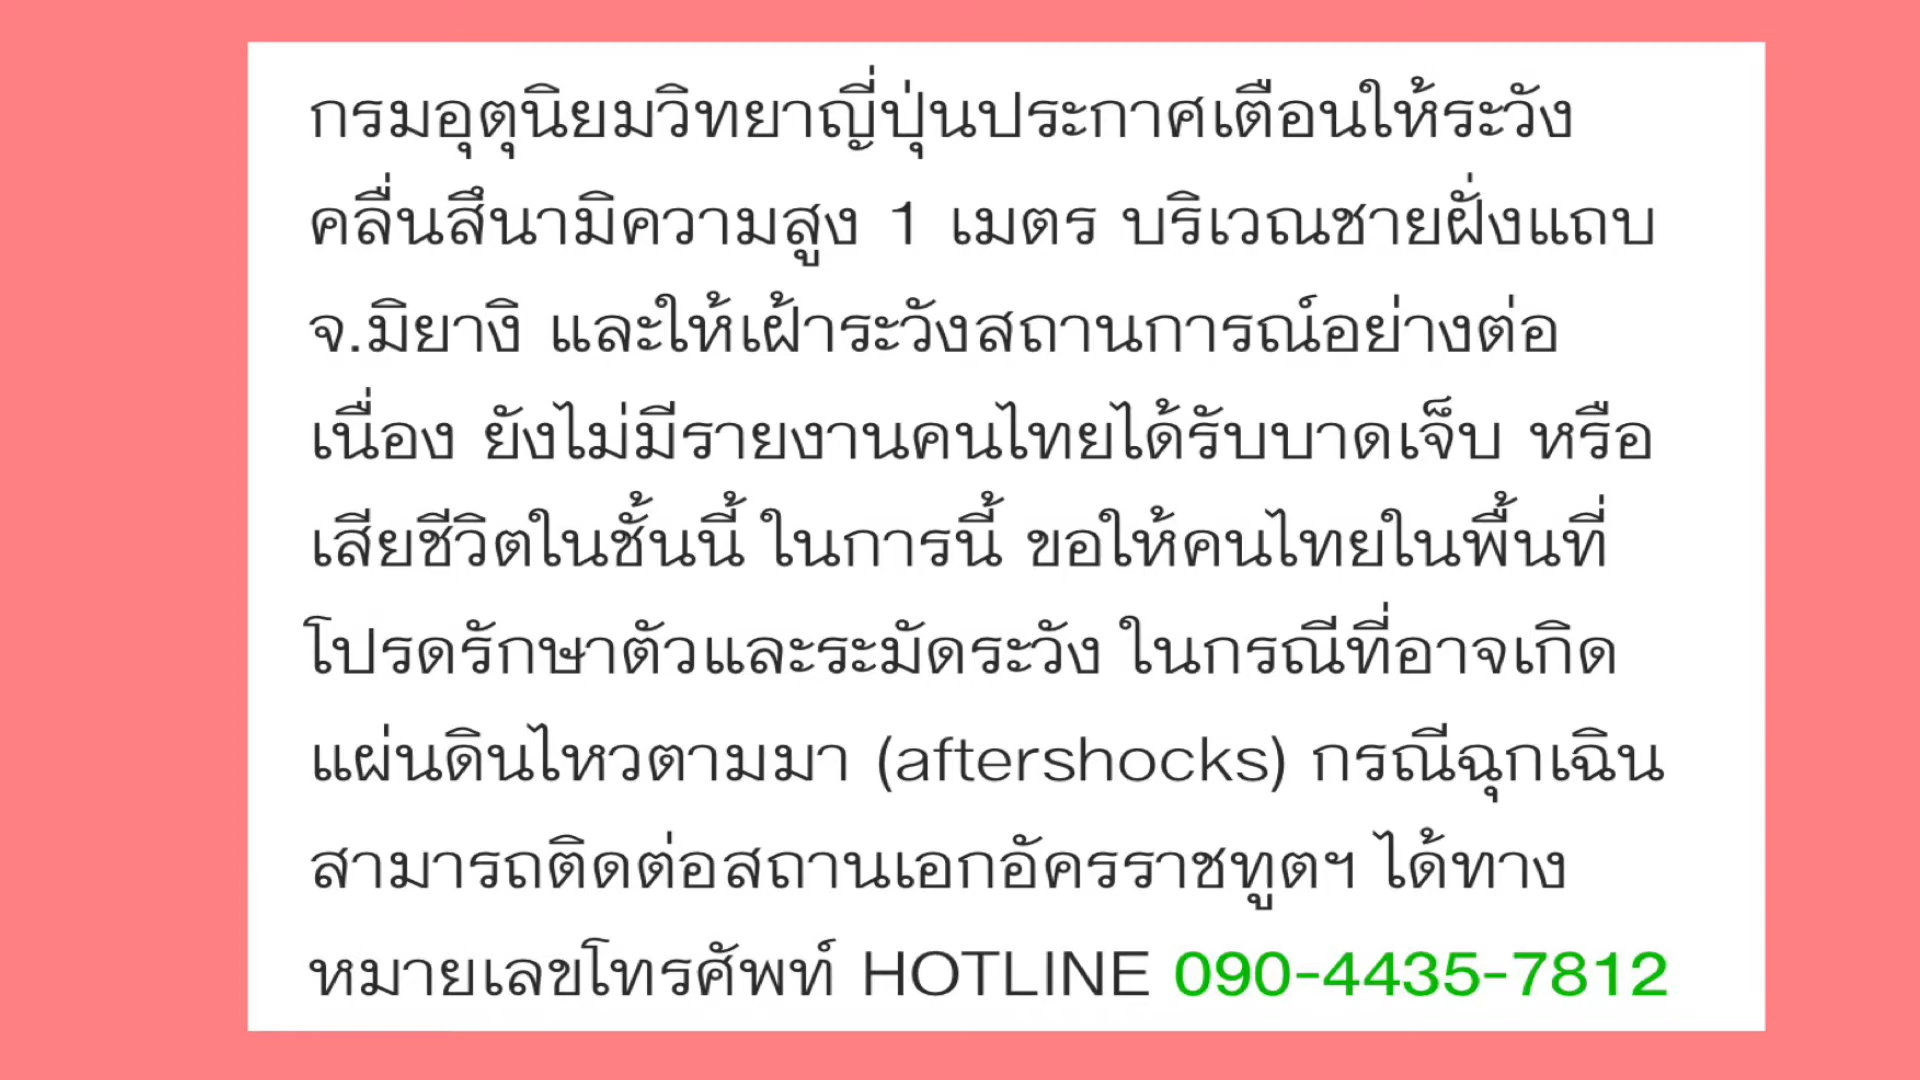 กรมอุตุนิยมวิทยาญี่ปุ่นประกาศเตือนให้ระวัง
คลื่นสึนามิความสูง 1 เมตร บริเวณชายฝั่งแถบ
จ.มิยางิ และให้เฝ้าระวังสถานการณ์อย่างต่อ
เนื่อง ยังไม่มีรายงานคนไทยได้รับบาดเจ็บ หรือ
เสียชีวิตในชั้นนี้ ในการนี้ ขอให้คนไทยในพื้นที่
โปรดรักษาตัวและระมัดระวัง ในกรณีที่อาจเกิด
แผ่นดินไหวตามมา (aftershocks) กรณีฉุกเฉิน
สามารถติดต่อสถานเอกอัครราชทูตฯ ได้ทาง
หมายเลขโทรศัพท์ HOTLINE 090-4435-7812